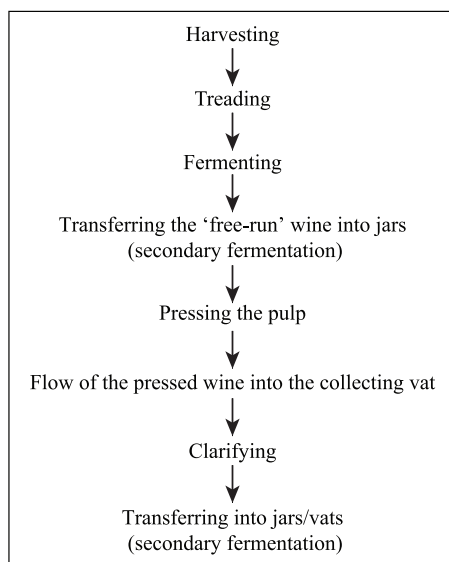 Harvesting
Treading
Fermenting
Transferring the ‘free-run’ wine into jars
(secondary fermentation)
Pressing the pulp
Flow of the pressed wine into the collecting vat
Clarifying
Transferring into jars/vats
(secondary fermentation)